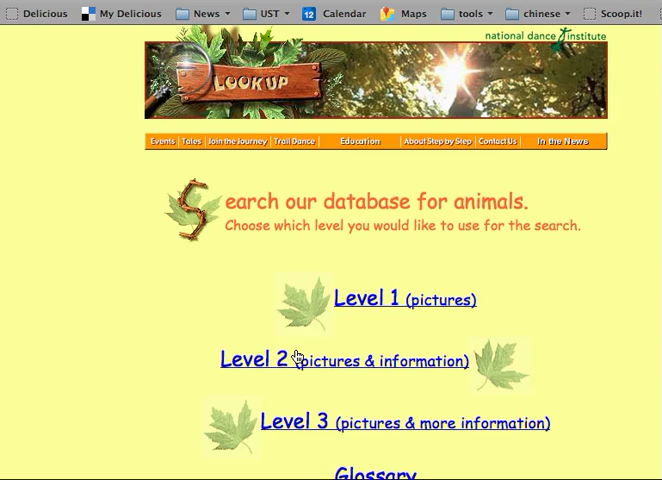 Delicious My Delicious News UST 12 Calendar Maps tools chinese Scoop.it!
national dance institute
LOOKUP
Events | Tales | Join the Journey | Trail Dance | Education | About Step by Step | Contact Us | In the News
Search our database for animals.
Choose which level you would like to use for the search.
Level 1 (pictures)
Level 2 (pictures & information)
Level 3 (pictures & more information)
Glossary